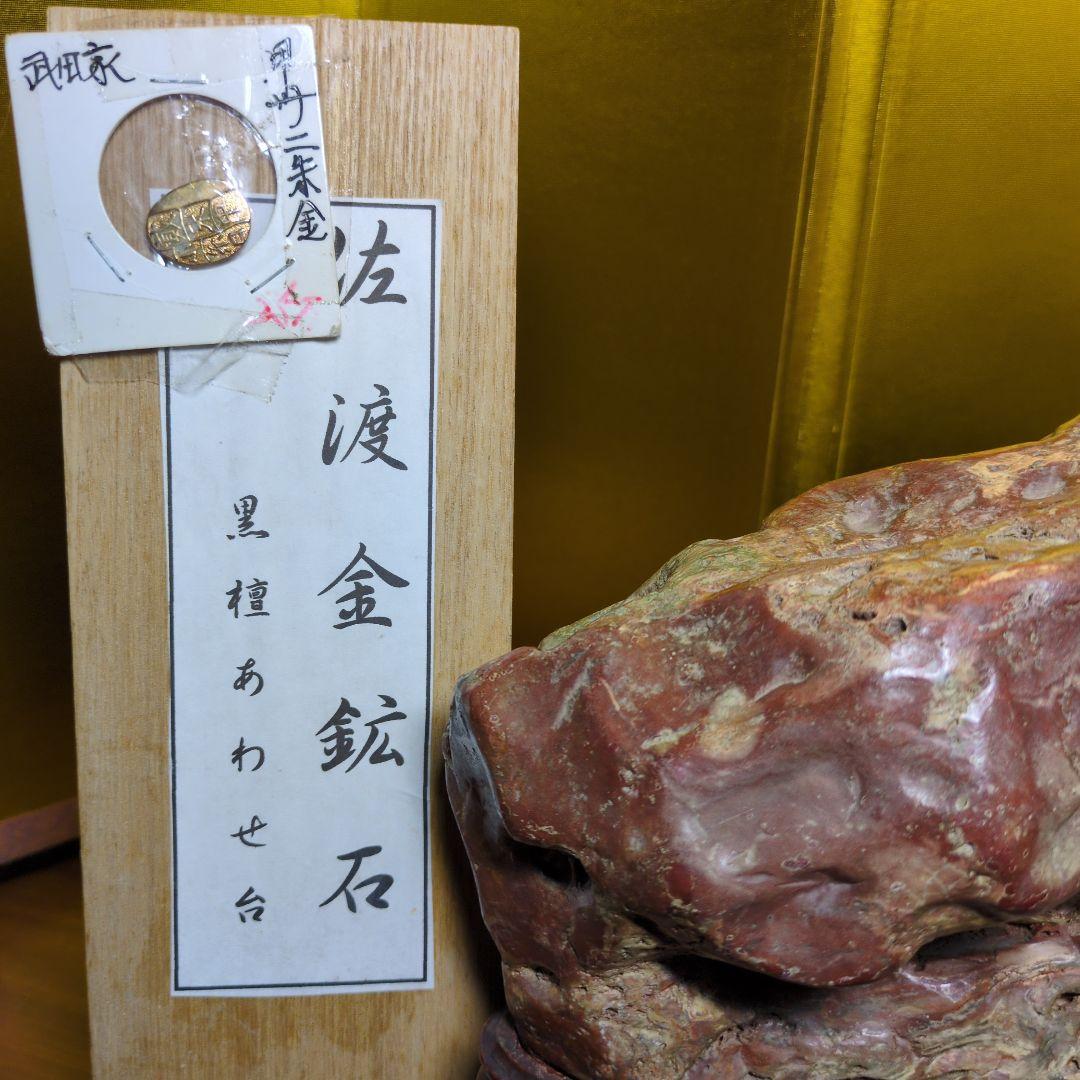 武田家
甲州二朱金
佐渡金鉱石
黒檀あわせ台